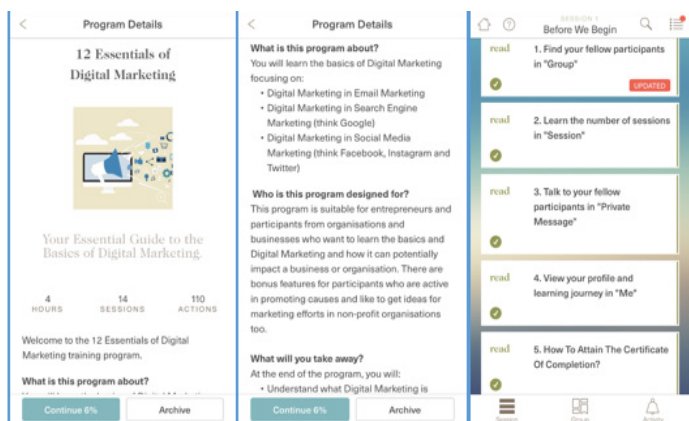 Program Details
12 Essentials of
Digital Marketing
Your Essential Guide to the
Basics of Digital Marketing.
4 14 110
HOURS SESSIONS ACTIONS
Welcome to the 12 Essentials of Digital
Marketing training program.
What is this program about?
Continue 6% Archive
Program Details
What is this program about?
You will learn the basics of Digital Marketing
focusing on:
• Digital Marketing in Email Marketing
• Digital Marketing in Search Engine
Marketing (think Google)
• Digital Marketing in Social Media
Marketing (think Facebook, Instagram and
Twitter)
Who is this program designed for?
This program is suitable for entrepreneurs and
participants from organisations and
businesses who want to learn the basics and
Digital Marketing and how it can potentially
impact a business or organisation. There are
bonus features for participants who are active
in promoting causes and like to get ideas for
marketing efforts in non-profit organisations
too.
What will you take away?
At the end of the program, you will:
• Understand what Digital Marketing is
Continue 6% Archive
SESSION
Before We Begin
read 1. Find your fellow participants
in "Group"
UPDATED
read 2. Learn the number of sessions
in "Session"
read 3. Talk to your fellow
participants in "Private
Message"
read 4. View your profile and
learning journey in "Me"
read 5. How To Attain The Certificate
Of Completion?
Session Group Activity